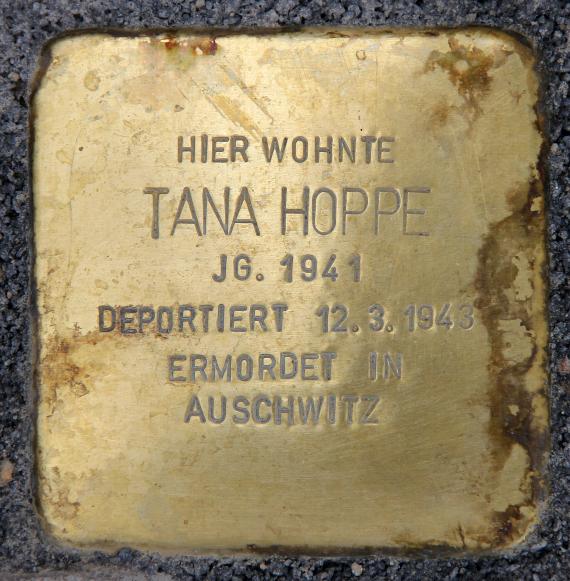 HIER WOHNTE
TANA HOPPE
JG. 1941
DEPORTIERT 12.3.1943
ERMORDET IN
AUSCHWITZ